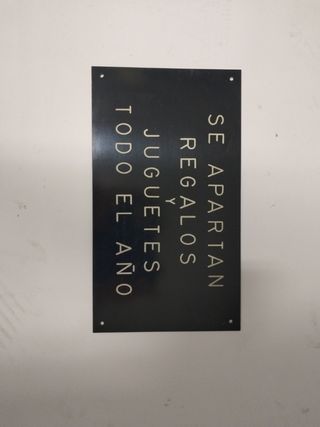 SE APARTAN
REGALOS
Y
JUGUETES
TODO EL AÑO